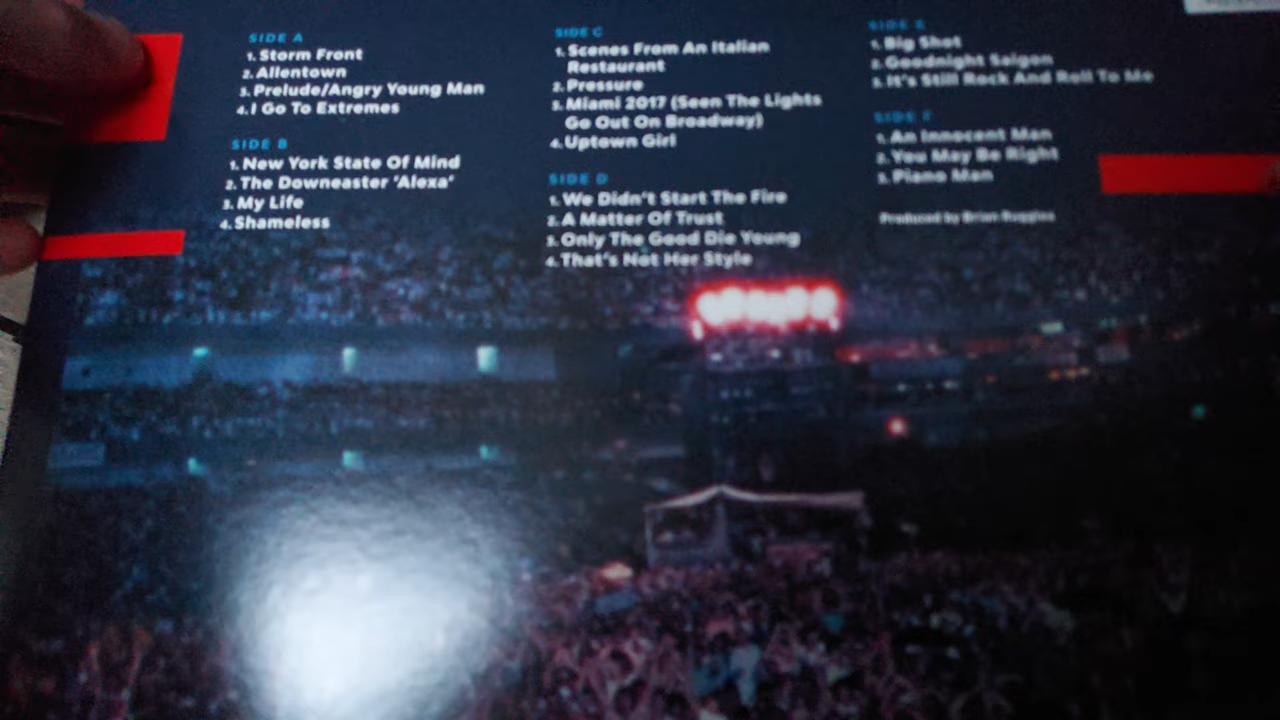 SIDE A
1. Storm Front
2. Allentown
3. Prelude/Angry Young Man
4. I Go To Extremes
SIDE B
1. New York State Of Mind
2. The Downeaster 'Alexa'
3. My Life
4. Shameless
SIDE C
1. Scenes From An Italian
Restaurant
2. Pressure
3. Miami 2017 (Seen The Lights
Go Out On Broadway)
4. Uptown Girl
SIDE D
1. We Didn't Start The Fire
2. A Matter Of Trust
3. Only The Good Die Young
4. That's Not Her Style
SIDE E
1. Big Shot
2. Goodnight Saigon
3. It's Still Rock And Roll To Me
SIDE F
1. An Innocent Man
2. You May Be Right
3. Piano Man
Produced by Brian Ruggles